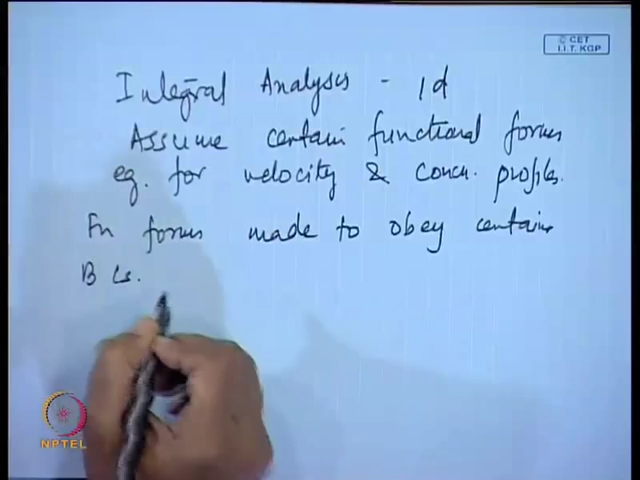 © CET
I.I.T. KGP
Integral Analysis - 1d
Assume certain functional forms
eg. for velocity & concn. profiles.
Fn forms made to obey certain
B Cs.
NPTEL